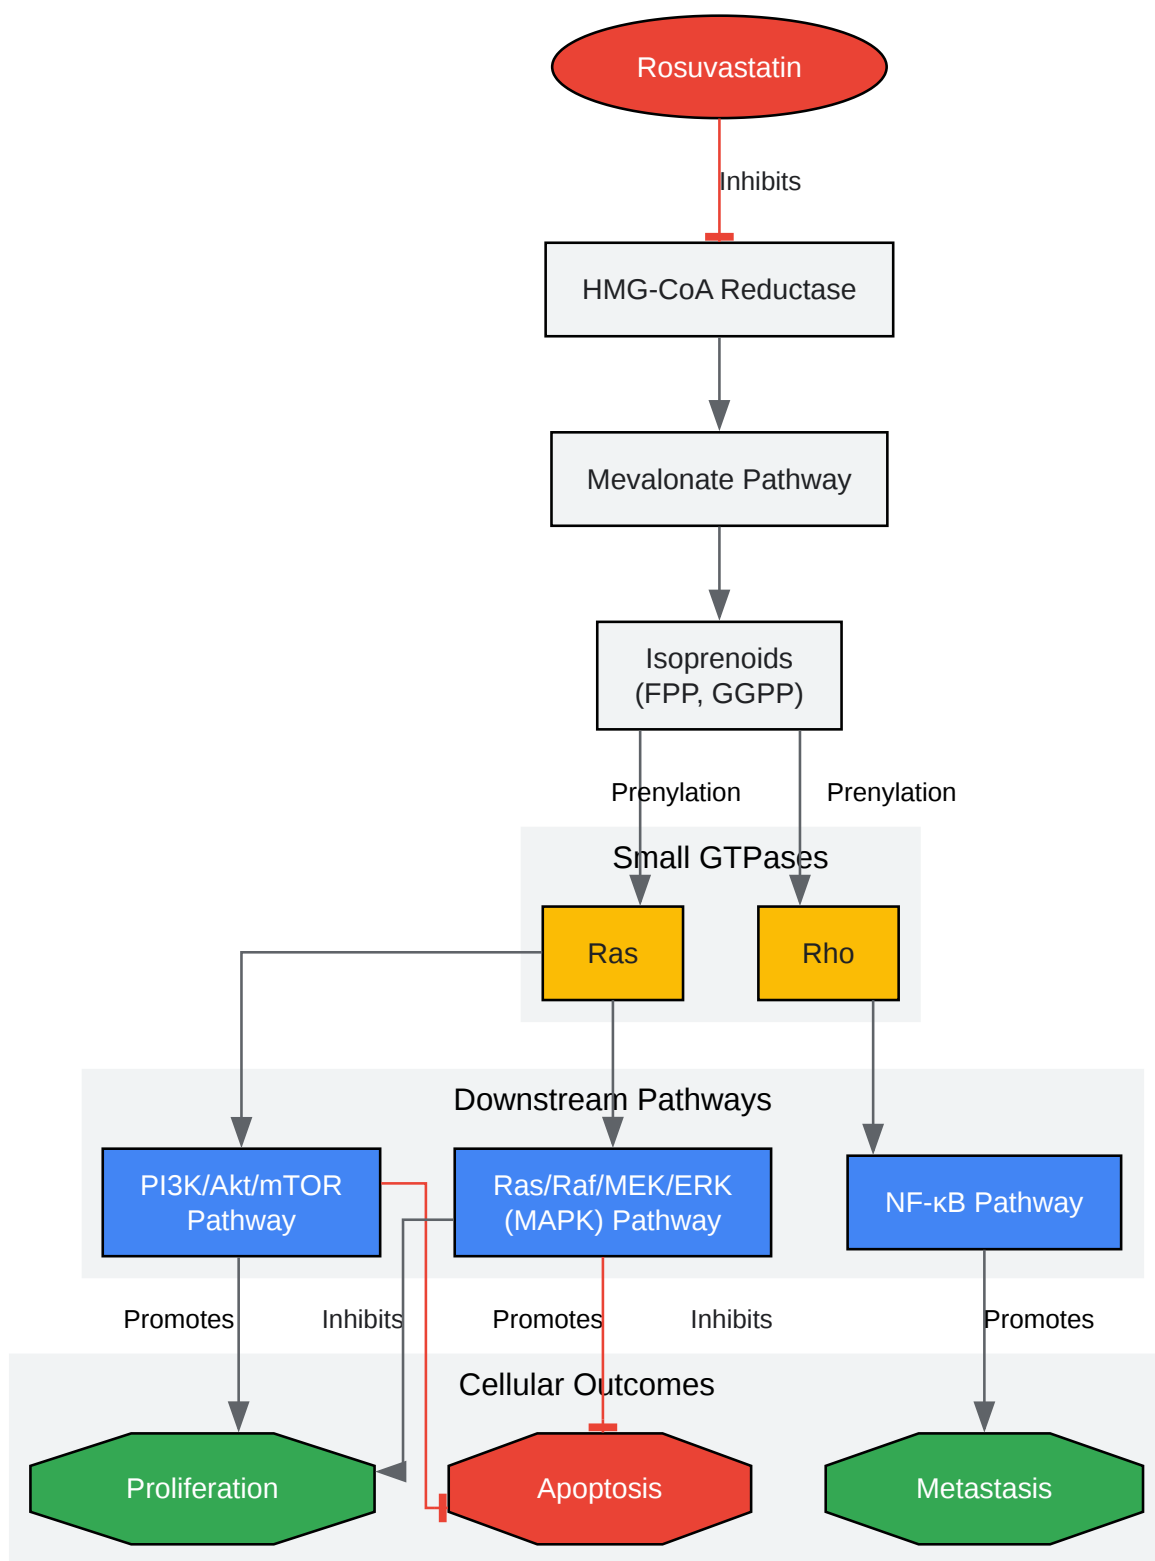 Rosuvastatin
Inhibits
HMG-CoA Reductase
Mevalonate Pathway
Isoprenoids
(FPP, GGPP)
Prenylation
Prenylation
Small GTPases
Ras
Rho
Downstream Pathways
PI3K/Akt/mTOR
Pathway
Ras/Raf/MEK/ERK
(MAPK) Pathway
NF-κB Pathway
Promotes
Inhibits
Promotes
Inhibits
Promotes
Cellular Outcomes
Proliferation
Apoptosis
Metastasis